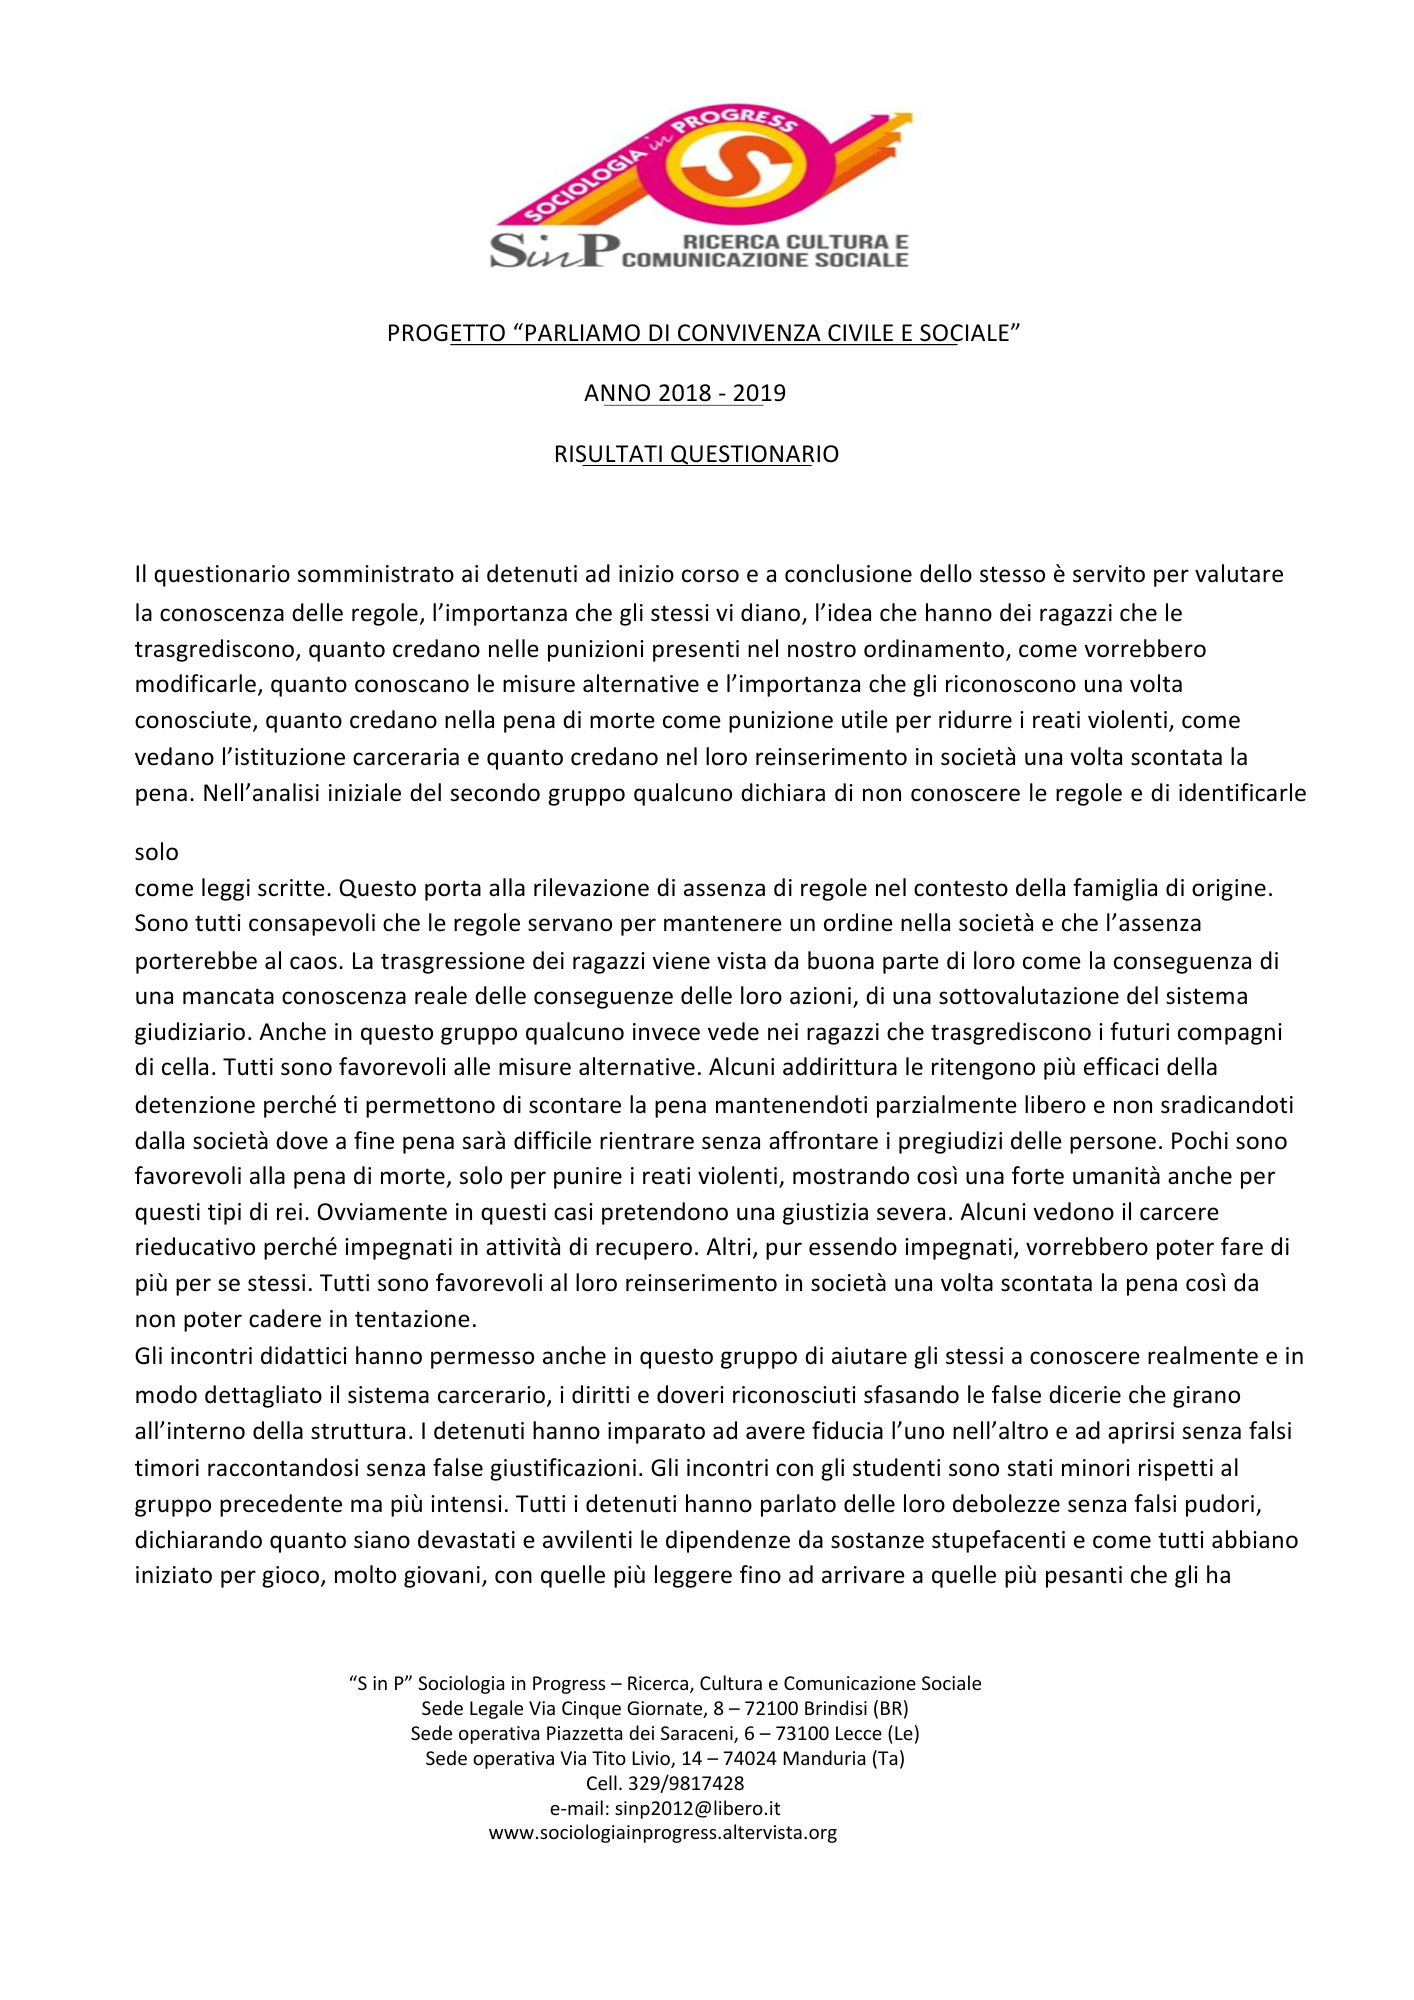 SOCIOLOGIA in PROGRESS
S
SinP RICERCA CULTURA E
COMUNICAZIONE SOCIALE
PROGETTO “PARLIAMO DI CONVIVENZA CIVILE E SOCIALE”
ANNO 2018 - 2019
RISULTATI QUESTIONARIO
Il questionario somministrato ai detenuti ad inizio corso e a conclusione dello stesso è servito per valutare
la conoscenza delle regole, l’importanza che gli stessi vi diano, l’idea che hanno dei ragazzi che le
trasgrediscono, quanto credano nelle punizioni presenti nel nostro ordinamento, come vorrebbero
modificarle, quanto conoscano le misure alternative e l’importanza che gli riconoscono una volta
conosciute, quanto credano nella pena di morte come punizione utile per ridurre i reati violenti, come
vedano l’istituzione carceraria e quanto credano nel loro reinserimento in società una volta scontata la
pena. Nell’analisi iniziale del secondo gruppo qualcuno dichiara di non conoscere le regole e di identificarle
solo
come leggi scritte. Questo porta alla rilevazione di assenza di regole nel contesto della famiglia di origine.
Sono tutti consapevoli che le regole servano per mantenere un ordine nella società e che l’assenza
porterebbe al caos. La trasgressione dei ragazzi viene vista da buona parte di loro come la conseguenza di
una mancata conoscenza reale delle conseguenze delle loro azioni, di una sottovalutazione del sistema
giudiziario. Anche in questo gruppo qualcuno invece vede nei ragazzi che trasgrediscono i futuri compagni
di cella. Tutti sono favorevoli alle misure alternative. Alcuni addirittura le ritengono più efficaci della
detenzione perché ti permettono di scontare la pena mantenendoti parzialmente libero e non sradicandoti
dalla società dove a fine pena sarà difficile rientrare senza affrontare i pregiudizi delle persone. Pochi sono
favorevoli alla pena di morte, solo per punire i reati violenti, mostrando così una forte umanità anche per
questi tipi di rei. Ovviamente in questi casi pretendono una giustizia severa. Alcuni vedono il carcere
rieducativo perché impegnati in attività di recupero. Altri, pur essendo impegnati, vorrebbero poter fare di
più per se stessi. Tutti sono favorevoli al loro reinserimento in società una volta scontata la pena così da
non poter cadere in tentazione.
Gli incontri didattici hanno permesso anche in questo gruppo di aiutare gli stessi a conoscere realmente e in
modo dettagliato il sistema carcerario, i diritti e doveri riconosciuti sfasando le false dicerie che girano
all’interno della struttura. I detenuti hanno imparato ad avere fiducia l’uno nell’altro e ad aprirsi senza falsi
timori raccontandosi senza false giustificazioni. Gli incontri con gli studenti sono stati minori rispetti al
gruppo precedente ma più intensi. Tutti i detenuti hanno parlato delle loro debolezze senza falsi pudori,
dichiarando quanto siano devastati e avvilenti le dipendenze da sostanze stupefacenti e come tutti abbiano
iniziato per gioco, molto giovani, con quelle più leggere fino ad arrivare a quelle più pesanti che gli ha
“S in P” Sociologia in Progress – Ricerca, Cultura e Comunicazione Sociale
Sede Legale Via Cinque Giornate, 8 – 72100 Brindisi (BR)
Sede operativa Piazzetta dei Saraceni, 6 – 73100 Lecce (Le)
Sede operativa Via Tito Livio, 14 – 74024 Manduria (Ta)
Cell. 329/9817428
e-mail: sinp2012@libero.it
www.sociologiainprogress.altervista.org